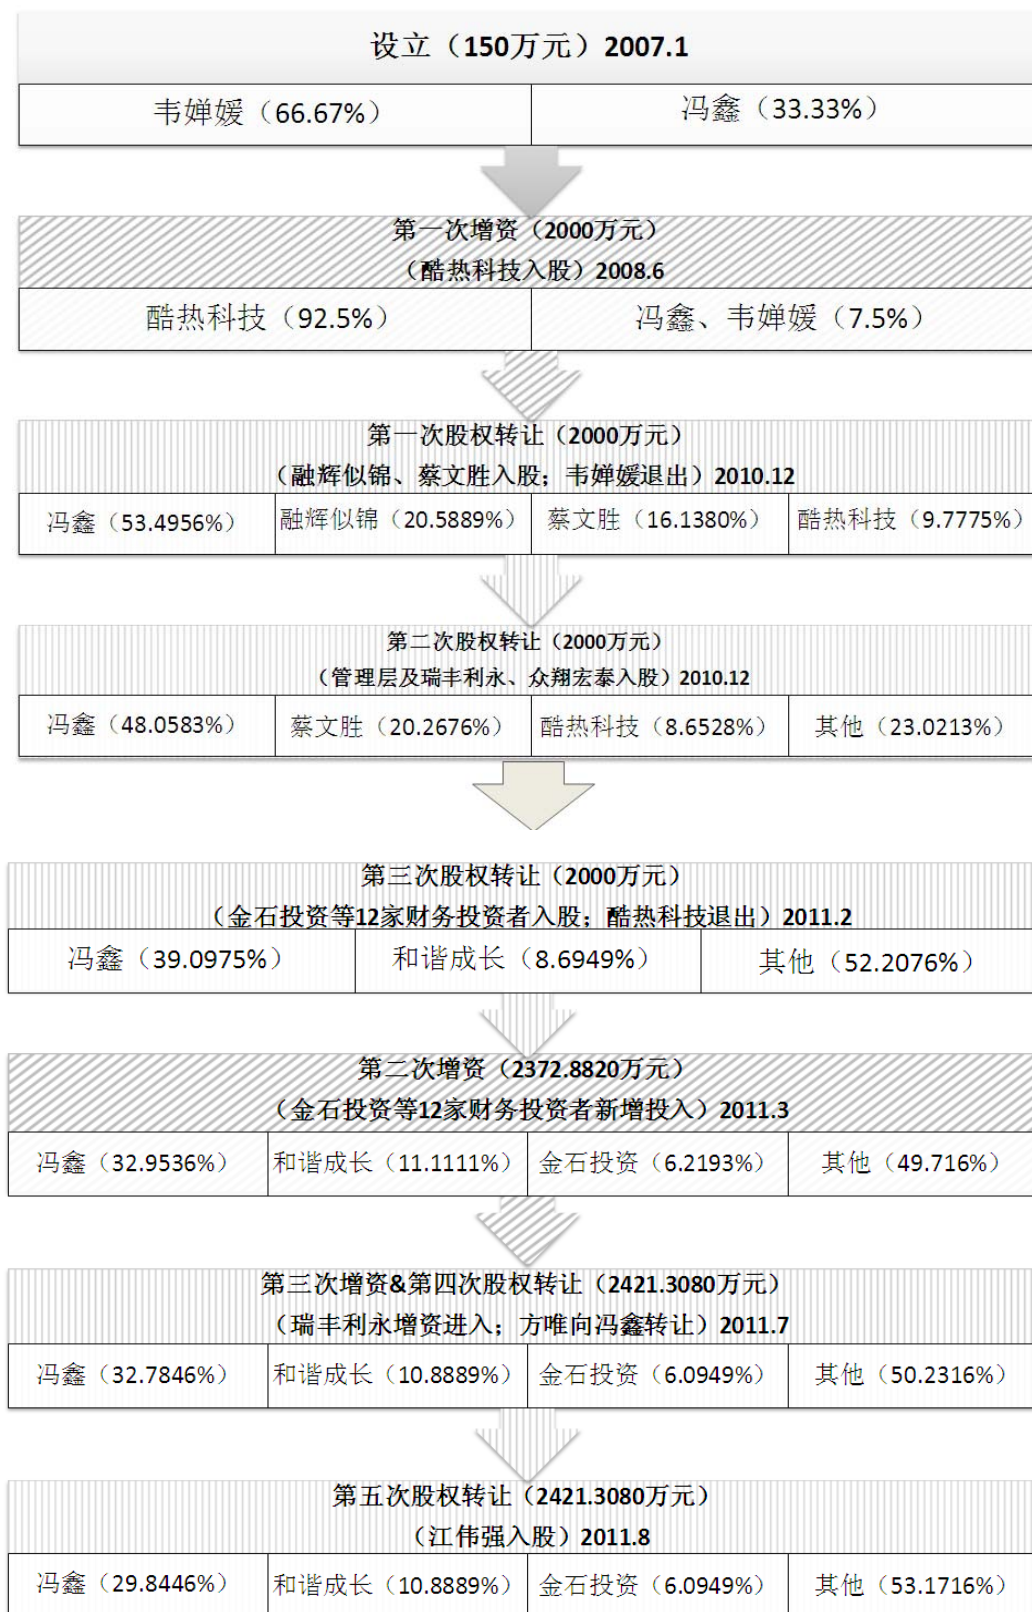 设立（150万元）2007.1
韦婵媛（66.67%） 冯鑫（33.33%）
第一次增资（2000万元）
（酷热科技入股）2008.6
酷热科技（92.5%） 冯鑫、韦婵媛（7.5%）
第一次股权转让（2000万元）
（融辉似锦、蔡文胜入股；韦婵媛退出）2010.12
冯鑫（53.4956%） 融辉似锦（20.5889%） 蔡文胜（16.1380%） 酷热科技（9.7775%）
第二次股权转让（2000万元）
（管理层及瑞丰利永、众翔宏泰入股）2010.12
冯鑫（48.0583%） 蔡文胜（20.2676%） 酷热科技（8.6528%） 其他（23.0213%）
第三次股权转让（2000万元）
（金石投资等12家财务投资者入股；酷热科技退出）2011.2
冯鑫（39.0975%） 和谐成长（8.6949%） 其他（52.2076%）
第二次增资（2372.8820万元）
（金石投资等12家财务投资者新增投入）2011.3
冯鑫（32.9536%） 和谐成长（11.1111%） 金石投资（6.2193%） 其他（49.716%）
第三次增资&第四次股权转让（2421.3080万元）
（瑞丰利永增资进入；方唯向冯鑫转让）2011.7
冯鑫（32.7846%） 和谐成长（10.8889%） 金石投资（6.0949%） 其他（50.2316%）
第五次股权转让（2421.3080万元）
（江伟强入股）2011.8
冯鑫（29.8446%） 和谐成长（10.8889%） 金石投资（6.0949%） 其他（53.1716%）